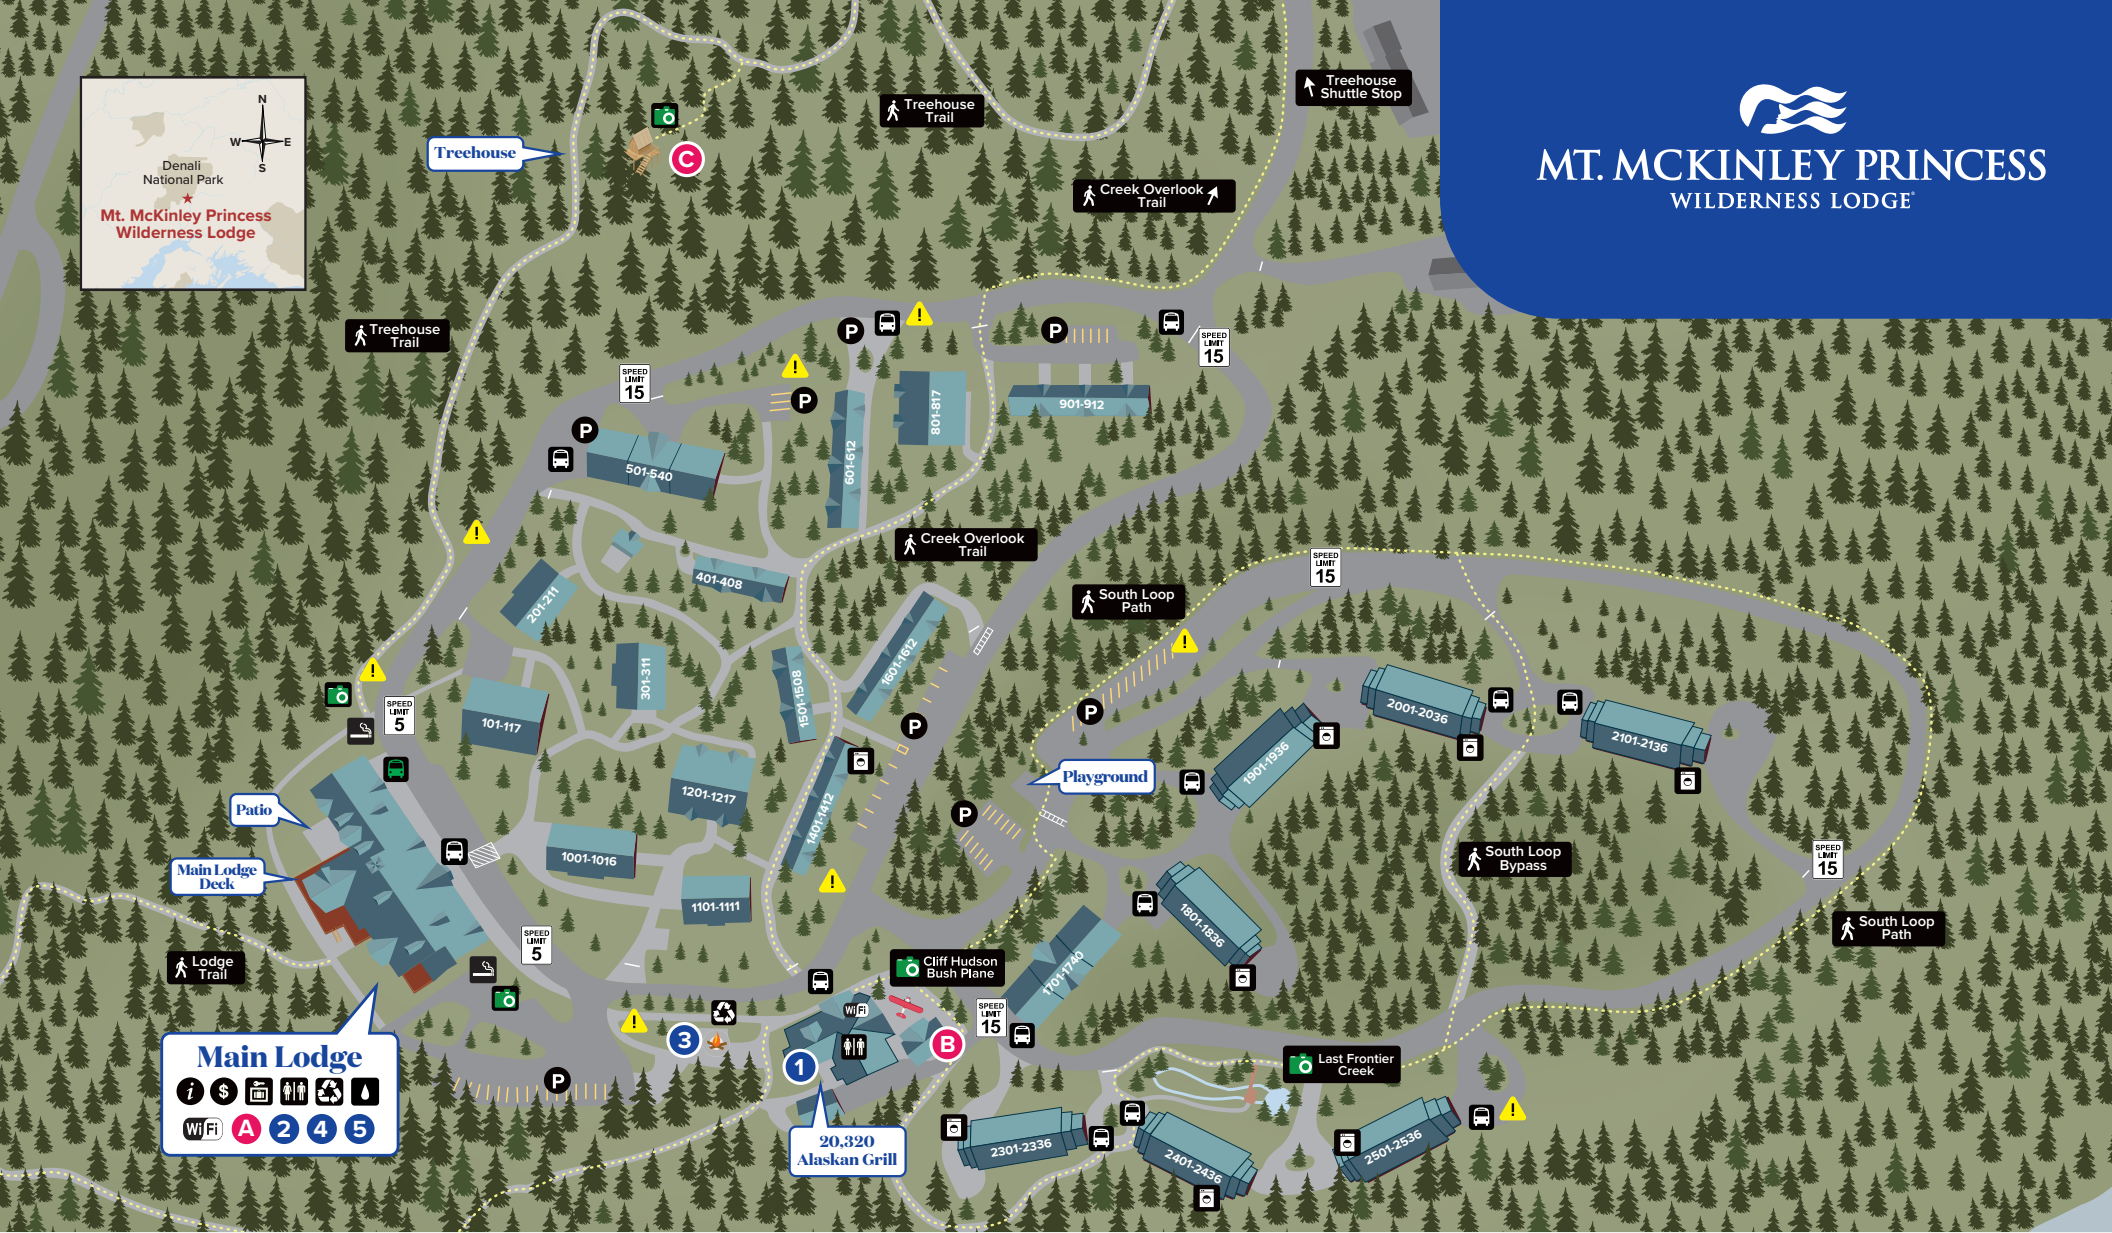 MT. MCKINLEY PRINCESS
WILDERNESS LODGE®
N
W E
S
Denali
National Park
Mt. McKinley Princess
Wilderness Lodge
Treehouse
C
Treehouse
Trail
Treehouse
Shuttle Stop
Creek Overlook
Trail
Treehouse
Trail
P
P
SPEED
LIMIT
15
SPEED
LIMIT
15
P
P
501-540
601-612
801-817
901-912
Creek Overlook
Trail
SPEED
LIMIT
15
South Loop
Path
201-211
401-408
301-311
1501-1508
1601-1612
101-117
SPEED
LIMIT
5
P
P
2001-2036
2101-2136
1901-1936
Playground
1201-1217
1401-1412
P
Patio
Main Lodge
Deck
1001-1016
1101-1111
South Loop
Bypass
SPEED
LIMIT
15
1801-1836
South Loop
Path
SPEED
LIMIT
5
Lodge
Trail
Cliff Hudson
Bush Plane
1701-1740
SPEED
LIMIT
15
WiFi
3
1
B
Last Frontier
Creek
Main Lodge
i $
WiFi A 2 4 5
P
20,320
Alaskan Grill
2301-2336
2401-2436
2501-2536